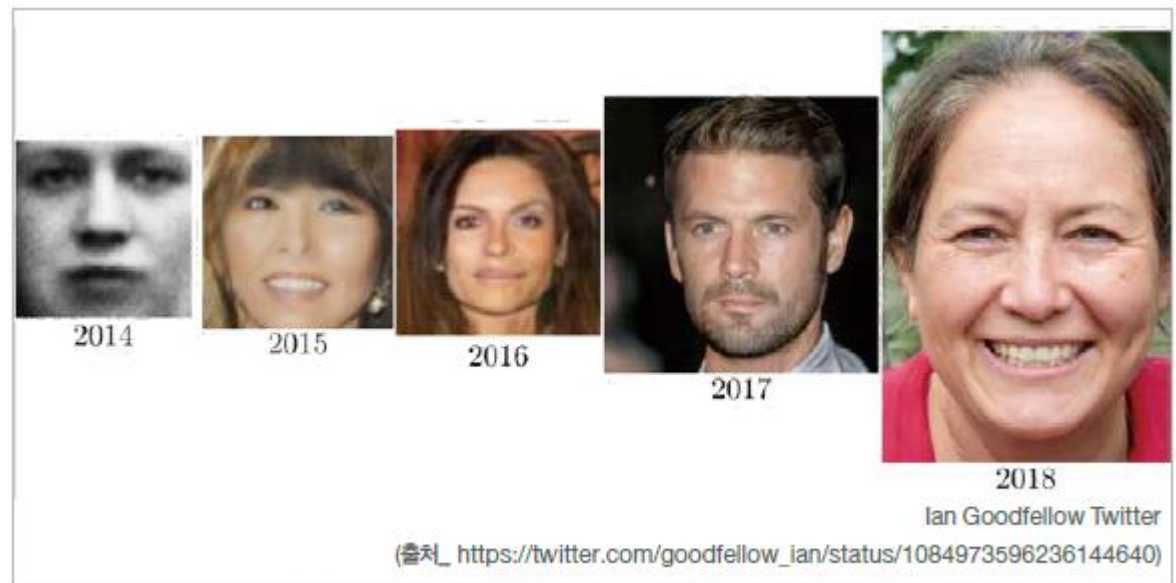 2014
2015
2016
2017
2018
Ian Goodfellow Twitter
(출처_ https://twitter.com/goodfellow_ian/status/1084973596236144640)